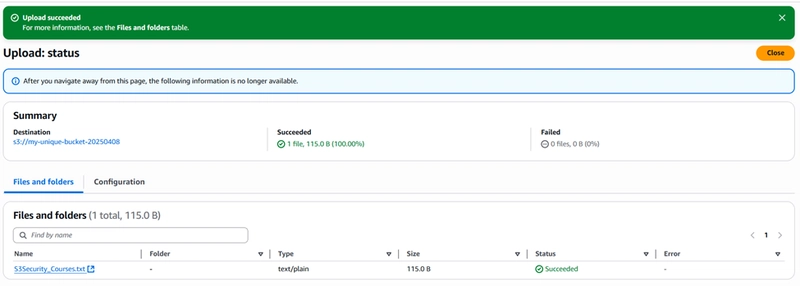 Upload succeeded
For more information, see the Files and folders table.
Upload: status
Close
After you navigate away from this page, the following information is no longer available.
Summary
Destination
s3://my-unique-bucket-20250408
Succeeded
1 file, 115.0 B (100.00%)
Failed
0 files, 0 B (0%)
Files and folders
Configuration
Files and folders (1 total, 115.0 B)
Find by name
1
Name Folder Type Size Status Error
S3Security_Courses.txt - text/plain 115.0 B Succeeded -